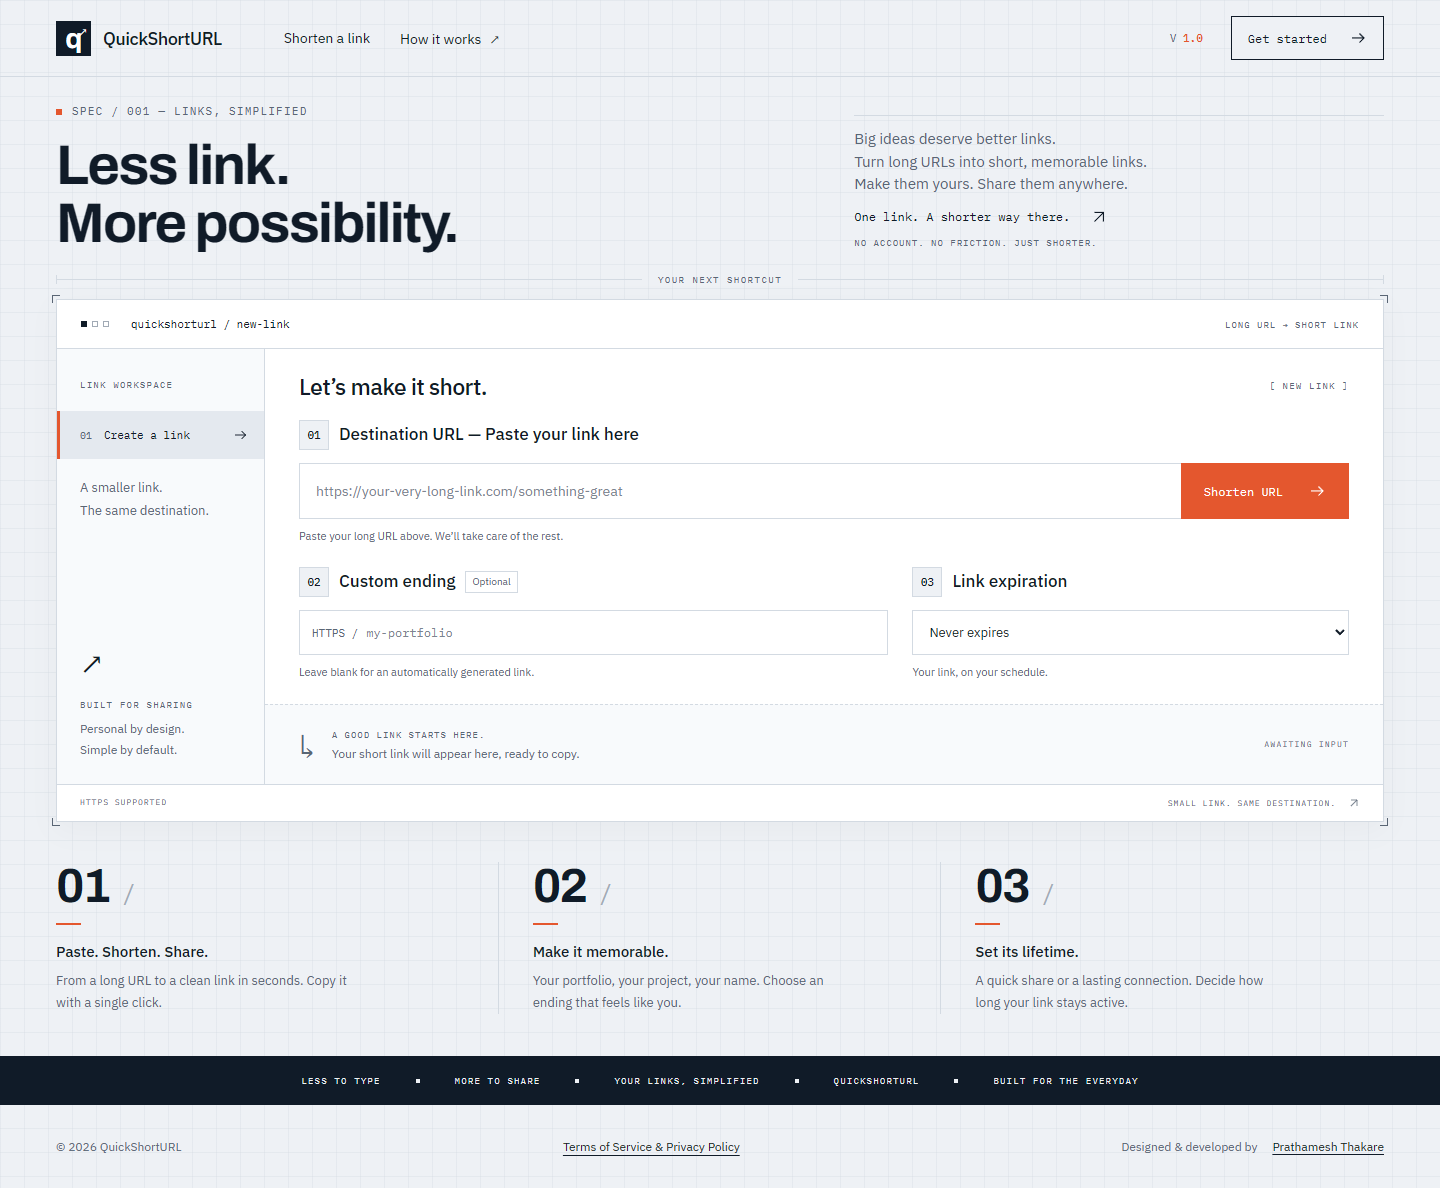 q↗ QuickShortURL
Shorten a link
How it works ↗
V 1.0
Get started →
SPEC / 001 — LINKS, SIMPLIFIED
Less link.
More possibility.
Big ideas deserve better links.
Turn long URLs into short, memorable links.
Make them yours. Share them anywhere.
One link. A shorter way there. ↗
NO ACCOUNT. NO FRICTION. JUST SHORTER.
YOUR NEXT SHORTCUT
quickshorturl / new-link
LONG URL → SHORT LINK
LINK WORKSPACE
01 Create a link →
A smaller link.
The same destination.
↗
BUILT FOR SHARING
Personal by design.
Simple by default.
Let’s make it short.
[ NEW LINK ]
01 Destination URL — Paste your link here
https://your-very-long-link.com/something-great
Shorten URL →
Paste your long URL above. We’ll take care of the rest.
02 Custom ending Optional
HTTPS / my-portfolio
Leave blank for an automatically generated link.
03 Link expiration
Never expires
Your link, on your schedule.
↳
A GOOD LINK STARTS HERE.
Your short link will appear here, ready to copy.
AWAITING INPUT
HTTPS SUPPORTED
SMALL LINK. SAME DESTINATION. ↗
01 /
Paste. Shorten. Share.
From a long URL to a clean link in seconds. Copy it
with a single click.
02 /
Make it memorable.
Your portfolio, your project, your name. Choose an
ending that feels like you.
03 /
Set its lifetime.
A quick share or a lasting connection. Decide how
long your link stays active.
LESS TO TYPE
MORE TO SHARE
YOUR LINKS, SIMPLIFIED
QUICKSHORTURL
BUILT FOR THE EVERYDAY
© 2026 QuickShortURL
Terms of Service & Privacy Policy
Designed & developed by Prathamesh Thakare